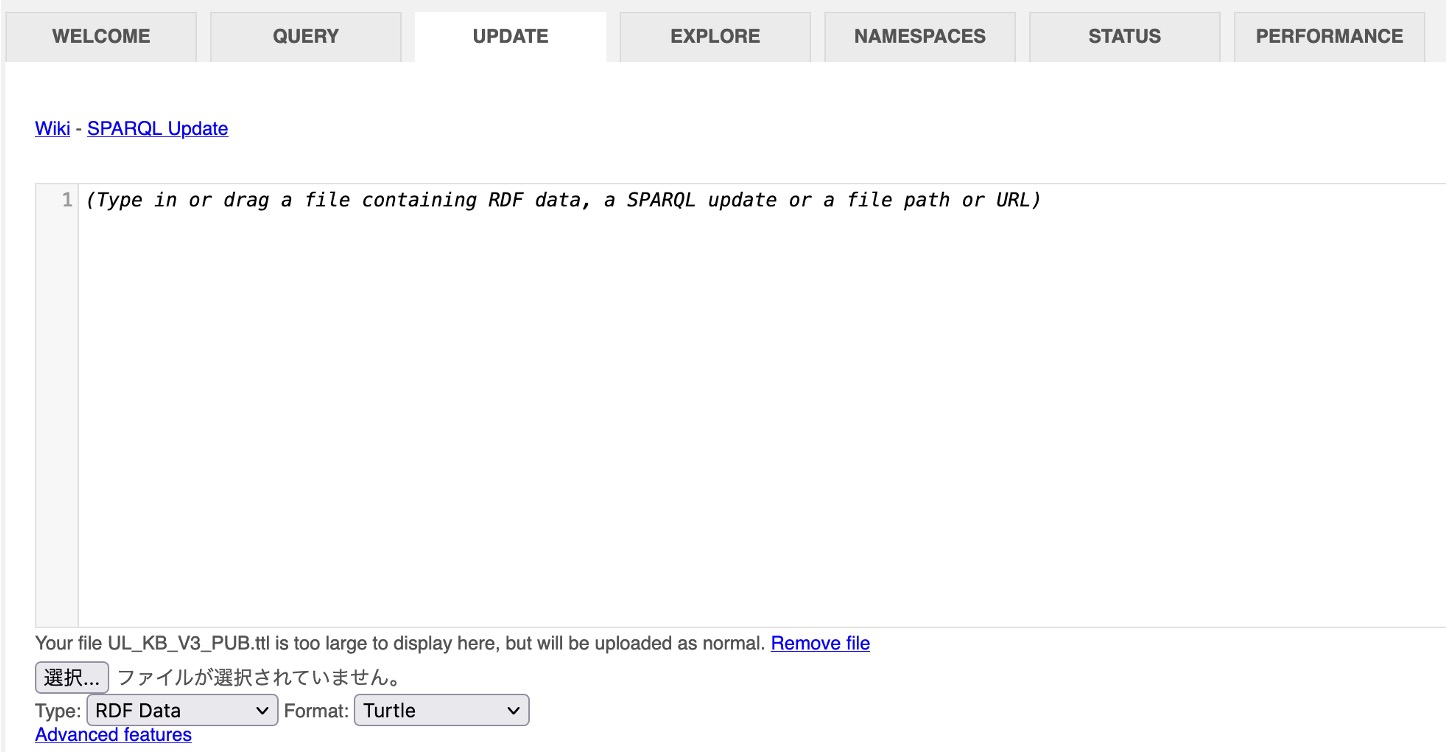 WELCOME QUERY UPDATE EXPLORE NAMESPACES STATUS PERFORMANCE
Wiki - SPARQL Update
1 (Type in or drag a file containing RDF data, a SPARQL update or a file path or URL)
Your file UL_KB_V3_PUB.ttl is too large to display here, but will be uploaded as normal. Remove file
選択... ファイルが選択されていません。
Type: RDF Data Format: Turtle
Advanced features